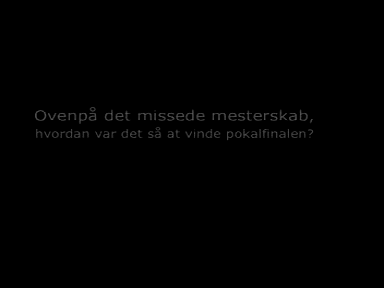 Ovenpå det missede mesterskab,
hvordan var det så at vinde pokalfinalen?